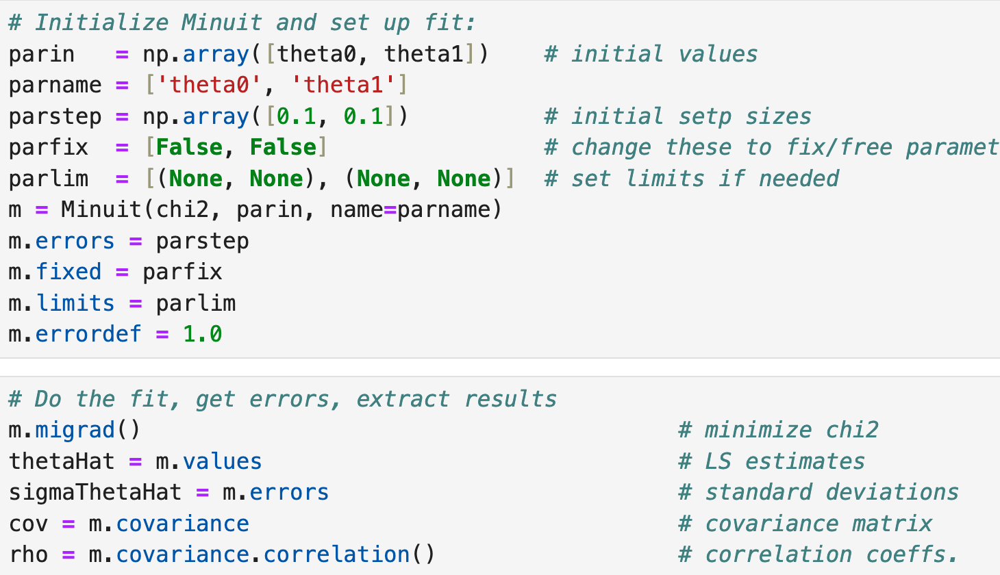 # Initialize Minuit and set up fit:
parin   = np.array([theta0, theta1])    # initial values
parname = ['theta0', 'theta1']
parstep = np.array([0.1, 0.1])          # initial setp sizes
parfix  = [False, False]                # change these to fix/free paramet
parlim  = [(None, None), (None, None)]  # set limits if needed
m = Minuit(chi2, parin, name=parname)
m.errors = parstep
m.fixed = parfix
m.limits = parlim
m.errordef = 1.0
# Do the fit, get errors, extract results
m.migrad()                                        # minimize chi2
thetaHat = m.values                               # LS estimates
sigmaThetaHat = m.errors                          # standard deviations
cov = m.covariance                                # covariance matrix
rho = m.covariance.correlation()                  # correlation coeffs.